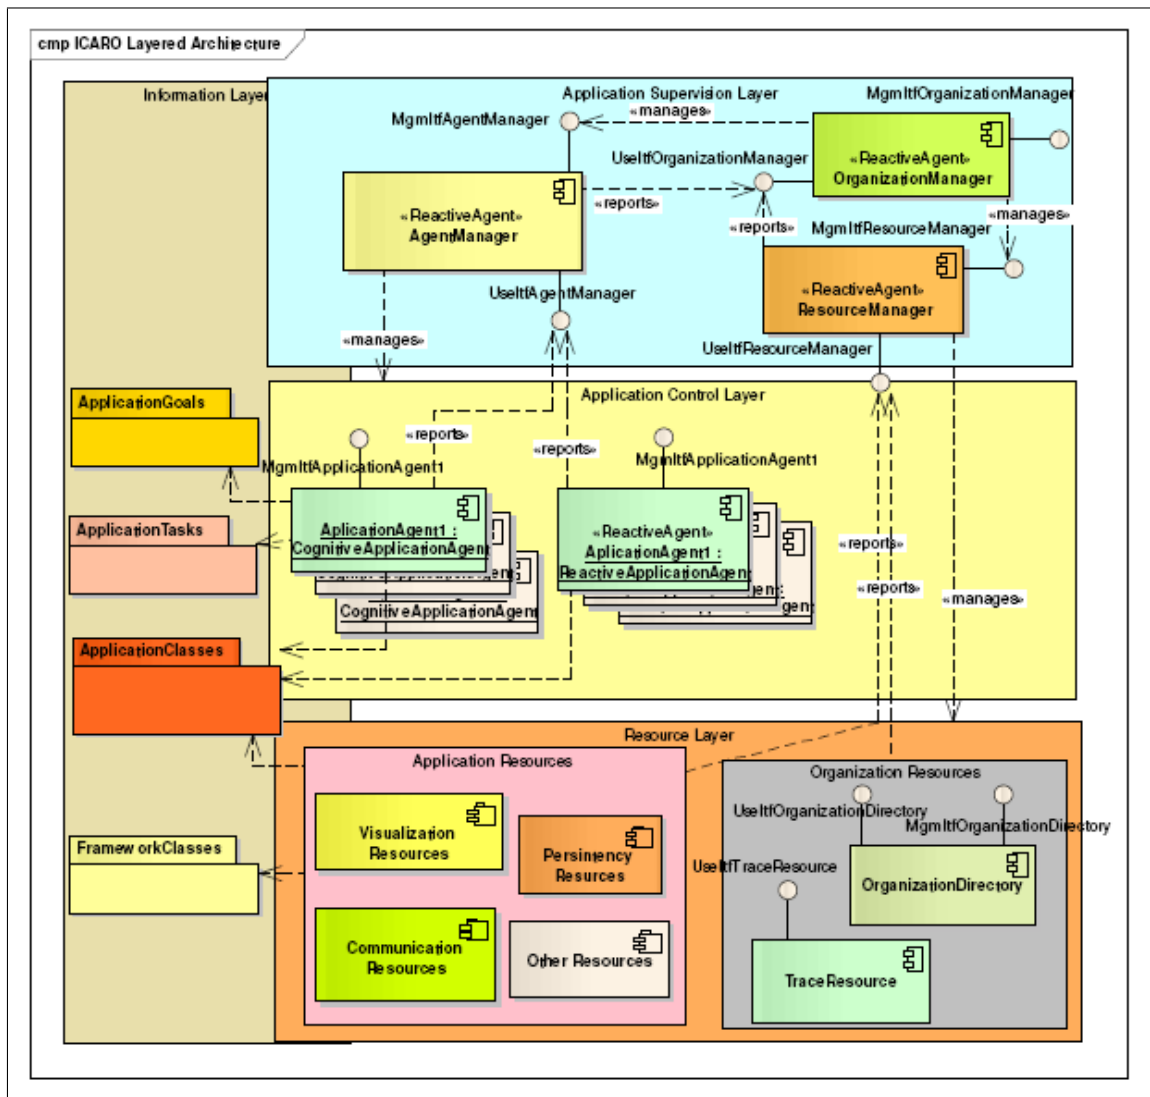 cmp ICARO Layered Architecture
Information Layer
Application Supervision Layer
MgmItfOrganizationManager
MgmItfAgentManager
«manages»
UseItfOrganizationManager
«ReactiveAgent»
OrganizationManager
«ReactiveAgent»
AgentManager
«reports»
«manages»
«reports»
MgmItfResourceManager
UseItfAgentManager
«ReactiveAgent»
ResourceManager
«manages»
UseItfResourceManager
Application Control Layer
ApplicationGoals
«reports»
«reports»
MgmItfApplicationAgent1
MgmItfApplicationAgent1
ApplicationTasks
AplicationAgent1 :
CognitiveApplicationAgent
CognitiveApplicationAgent
«ReactiveAgent»
AplicationAgent1 :
ReactiveApplicationAgent
«reports»
«reports»
«manages»
ApplicationClasses
Resource Layer
Application Resources
Organization Resources
Visualization
Resources
Persintency
Resurces
UseItfOrganizationDirectory
MgmItfOrganizationDirectory
FrameworkClasses
UseItfTraceResource
OrganizationDirectory
Communication
Resources
Other Resources
TraceResource